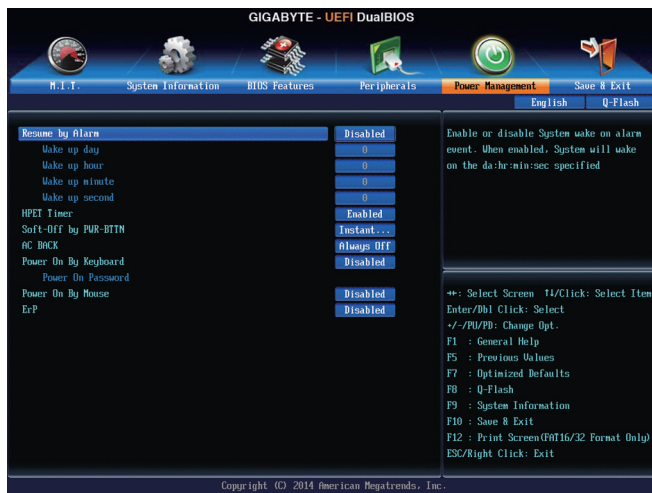 GIGABYTE - UEFI DualBIOS
M.I.T.
System Information
BIOS Features
Peripherals
Power Management
Save & Exit
English
Q-Flash
Resume by Alarm Disabled
Wake up day 0
Wake up hour 0
Wake up minute 0
Wake up second 0
HPET Timer Enabled
Soft-Off by PWR-BTTN Instant...
AC BACK Always Off
Power On By Keyboard Disabled
Power On Password
Power On By Mouse Disabled
ErP Disabled
Enable or disable System wake on alarm
event. When enabled, System will wake
on the da:hr:min:sec specified
→←: Select Screen ↑↓/Click: Select Item
Enter/Dbl Click: Select
+/-/PU/PD: Change Opt.
F1 : General Help
F5 : Previous Values
F7 : Optimized Defaults
F8 : Q-Flash
F9 : System Information
F10 : Save & Exit
F12 : Print Screen(FAT16/32 Format Only)
ESC/Right Click: Exit
Copyright (C) 2014 American Megatrends, Inc.